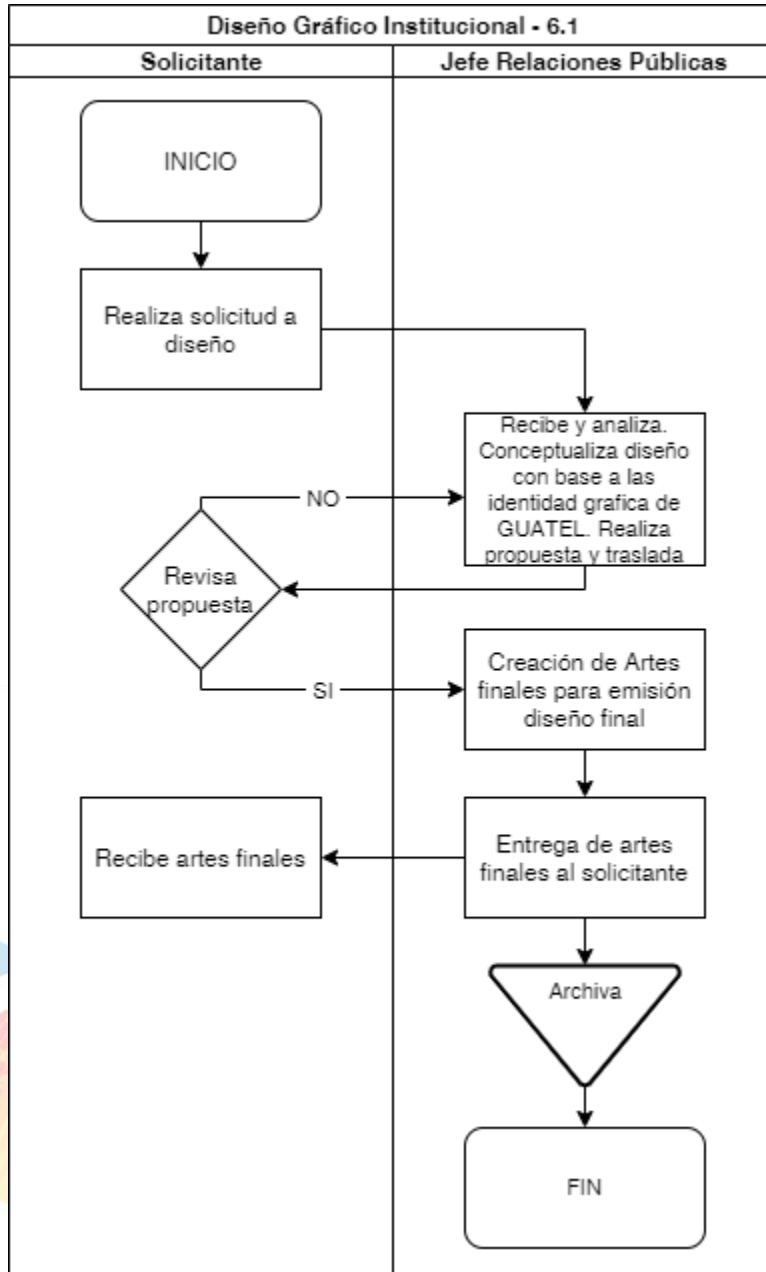 Diseño Gráfico Institucional - 6.1
Solicitante
Jefe Relaciones Públicas
INICIO
Realiza solicitud a
diseño
Recibe y analiza.
Conceptualiza diseño
con base a las
identidad grafica de
GUATEL. Realiza
propuesta y traslada
NO
Revisa
propuesta
SI
Creación de Artes
finales para emisión
diseño final
Entrega de artes
finales al solicitante
Recibe artes finales
Archiva
FIN